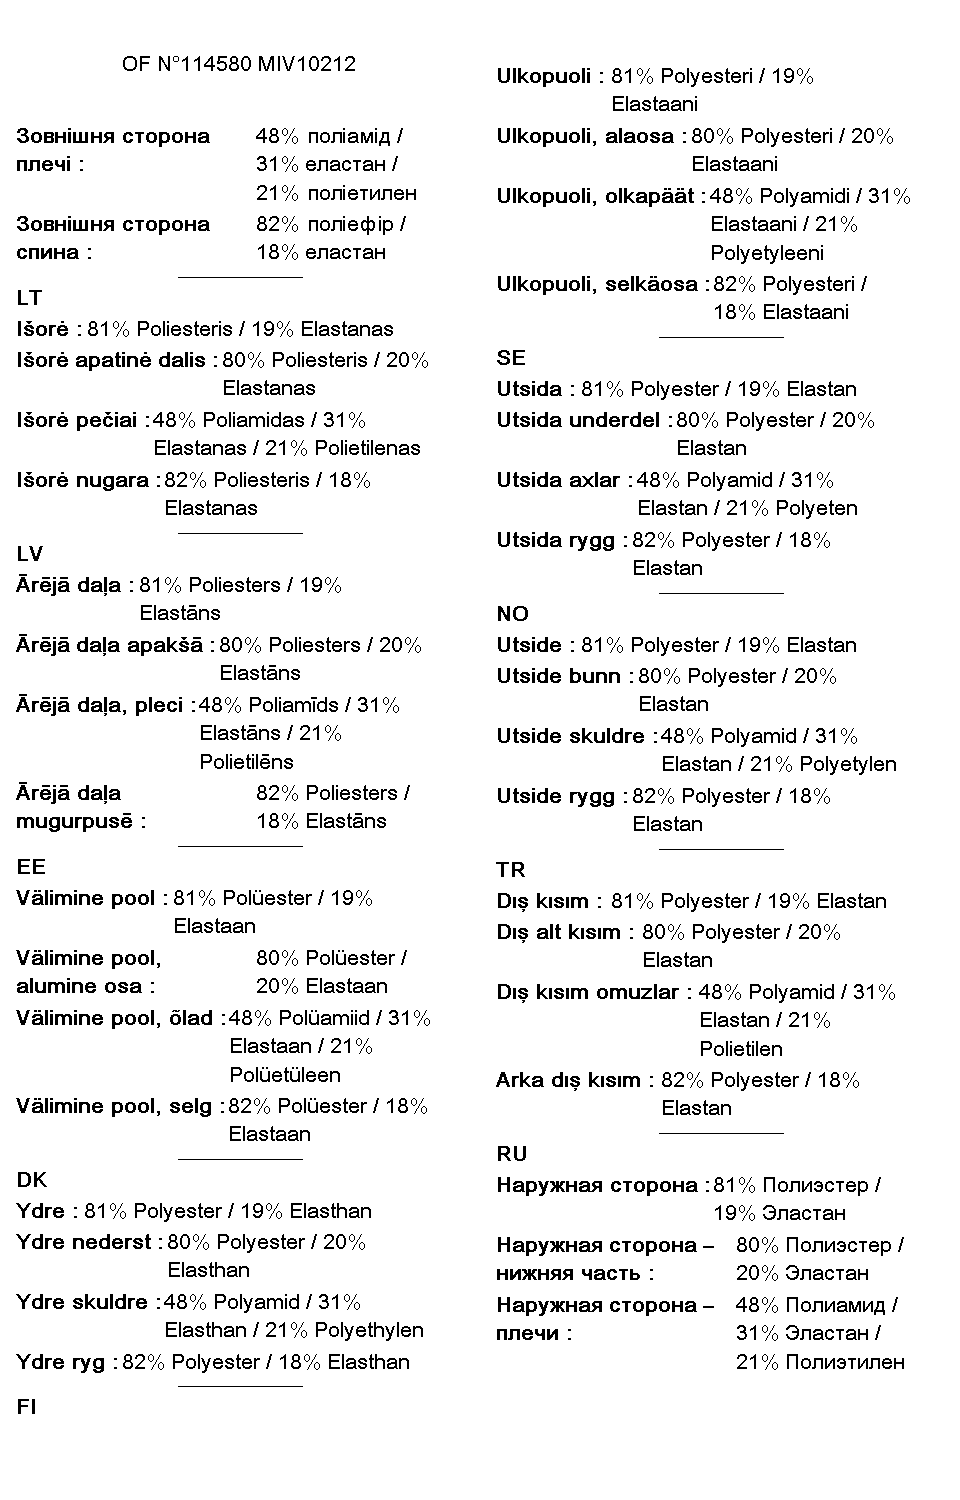 OF N°114580 MIV10212
Зовнішня сторона 48% поліамід /
плечі : 31% еластан /
21% поліетилен
Зовнішня сторона 82% поліефір /
спина : 18% еластан
LT
Išorė : 81% Poliesteris / 19% Elastanas
Išorė apatinė dalis : 80% Poliesteris / 20%
Elastanas
Išorė pečiai : 48% Poliamidas / 31%
Elastanas / 21% Polietilenas
Išorė nugara : 82% Poliesteris / 18%
Elastanas
LV
Ārējā daļa : 81% Poliesters / 19%
Elastāns
Ārējā daļa apakšā : 80% Poliesters / 20%
Elastāns
Ārējā daļa, pleci : 48% Poliamīds / 31%
Elastāns / 21%
Polietilēns
Ārējā daļa 82% Poliesters /
mugurpusē : 18% Elastāns
EE
Välimine pool : 81% Polüester / 19%
Elastaan
Välimine pool, 80% Polüester /
alumine osa : 20% Elastaan
Välimine pool, õlad : 48% Polüamiid / 31%
Elastaan / 21%
Polüetüleen
Välimine pool, selg : 82% Polüester / 18%
Elastaan
DK
Ydre : 81% Polyester / 19% Elasthan
Ydre nederst : 80% Polyester / 20%
Elasthan
Ydre skuldre : 48% Polyamid / 31%
Elasthan / 21% Polyethylen
Ydre ryg : 82% Polyester / 18% Elasthan
FI
Ulkopuoli : 81% Polyesteri / 19%
Elastaani
Ulkopuoli, alaosa : 80% Polyesteri / 20%
Elastaani
Ulkopuoli, olkapäät : 48% Polyamidi / 31%
Elastaani / 21%
Polyetyleeni
Ulkopuoli, selkäosa : 82% Polyesteri /
18% Elastaani
SE
Utsida : 81% Polyester / 19% Elastan
Utsida underdel : 80% Polyester / 20%
Elastan
Utsida axlar : 48% Polyamid / 31%
Elastan / 21% Polyeten
Utsida rygg : 82% Polyester / 18%
Elastan
NO
Utside : 81% Polyester / 19% Elastan
Utside bunn : 80% Polyester / 20%
Elastan
Utside skuldre : 48% Polyamid / 31%
Elastan / 21% Polyetylen
Utside rygg : 82% Polyester / 18%
Elastan
TR
Dış kısım : 81% Polyester / 19% Elastan
Dış alt kısım : 80% Polyester / 20%
Elastan
Dış kısım omuzlar : 48% Polyamid / 31%
Elastan / 21%
Polietilen
Arka dış kısım : 82% Polyester / 18%
Elastan
RU
Наружная сторона : 81% Полиэстер /
19% Эластан
Наружная сторона – 80% Полиэстер /
нижняя часть : 20% Эластан
Наружная сторона – 48% Полиамид /
плечи : 31% Эластан /
21% Полиэтилен